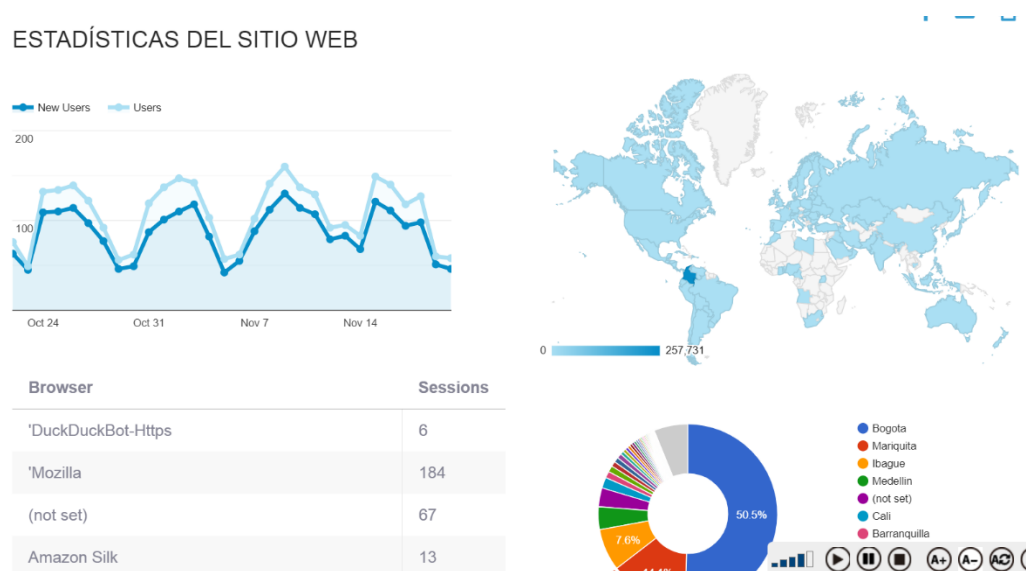 ESTADÍSTICAS DEL SITIO WEB
New Users Users
200
100
Oct 24 Oct 31 Nov 7 Nov 14
0 257,731
Browser Sessions
'DuckDuckBot-Https 6
'Mozilla 184
(not set) 67
Amazon Silk 13
50.5%
7.6%
Bogota
Mariquita
Ibague
Medellin
(not set)
Cali
Barranquilla
A+ A-